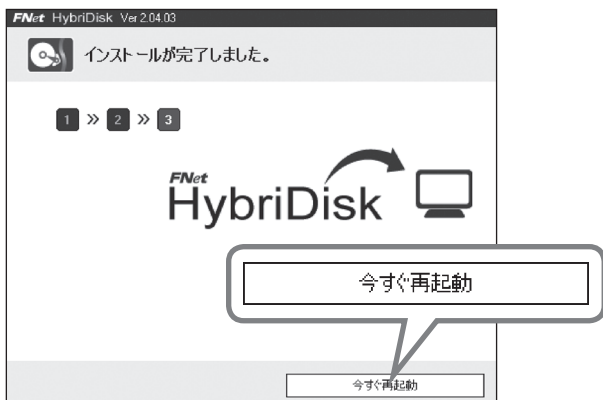 FNet HybriDisk Ver 2.04.03
インストールが完了しました。
1 » 2 » 3
FNet
HybriDisk
今すぐ再起動
今すぐ再起動